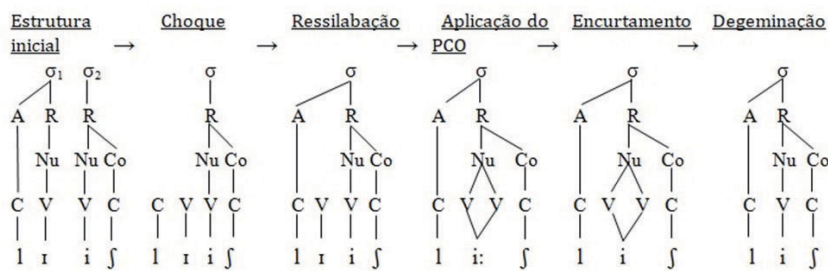 Estrutura Choque Ressilabação Aplicação do Encurtamento Degeminação
inicial → → → PCO → →
σ₁ σ₂ σ σ σ σ σ
A R R R A R A R A R A R
Nu Nu Co Nu Co Nu Co Nu Co Nu Co Nu Co
C V V C C V V C C V V C C V V C C V V C C V C
l ɪ i ʃ l ɪ i ʃ l ɪ i ʃ l i: ʃ l i ʃ l i ʃ